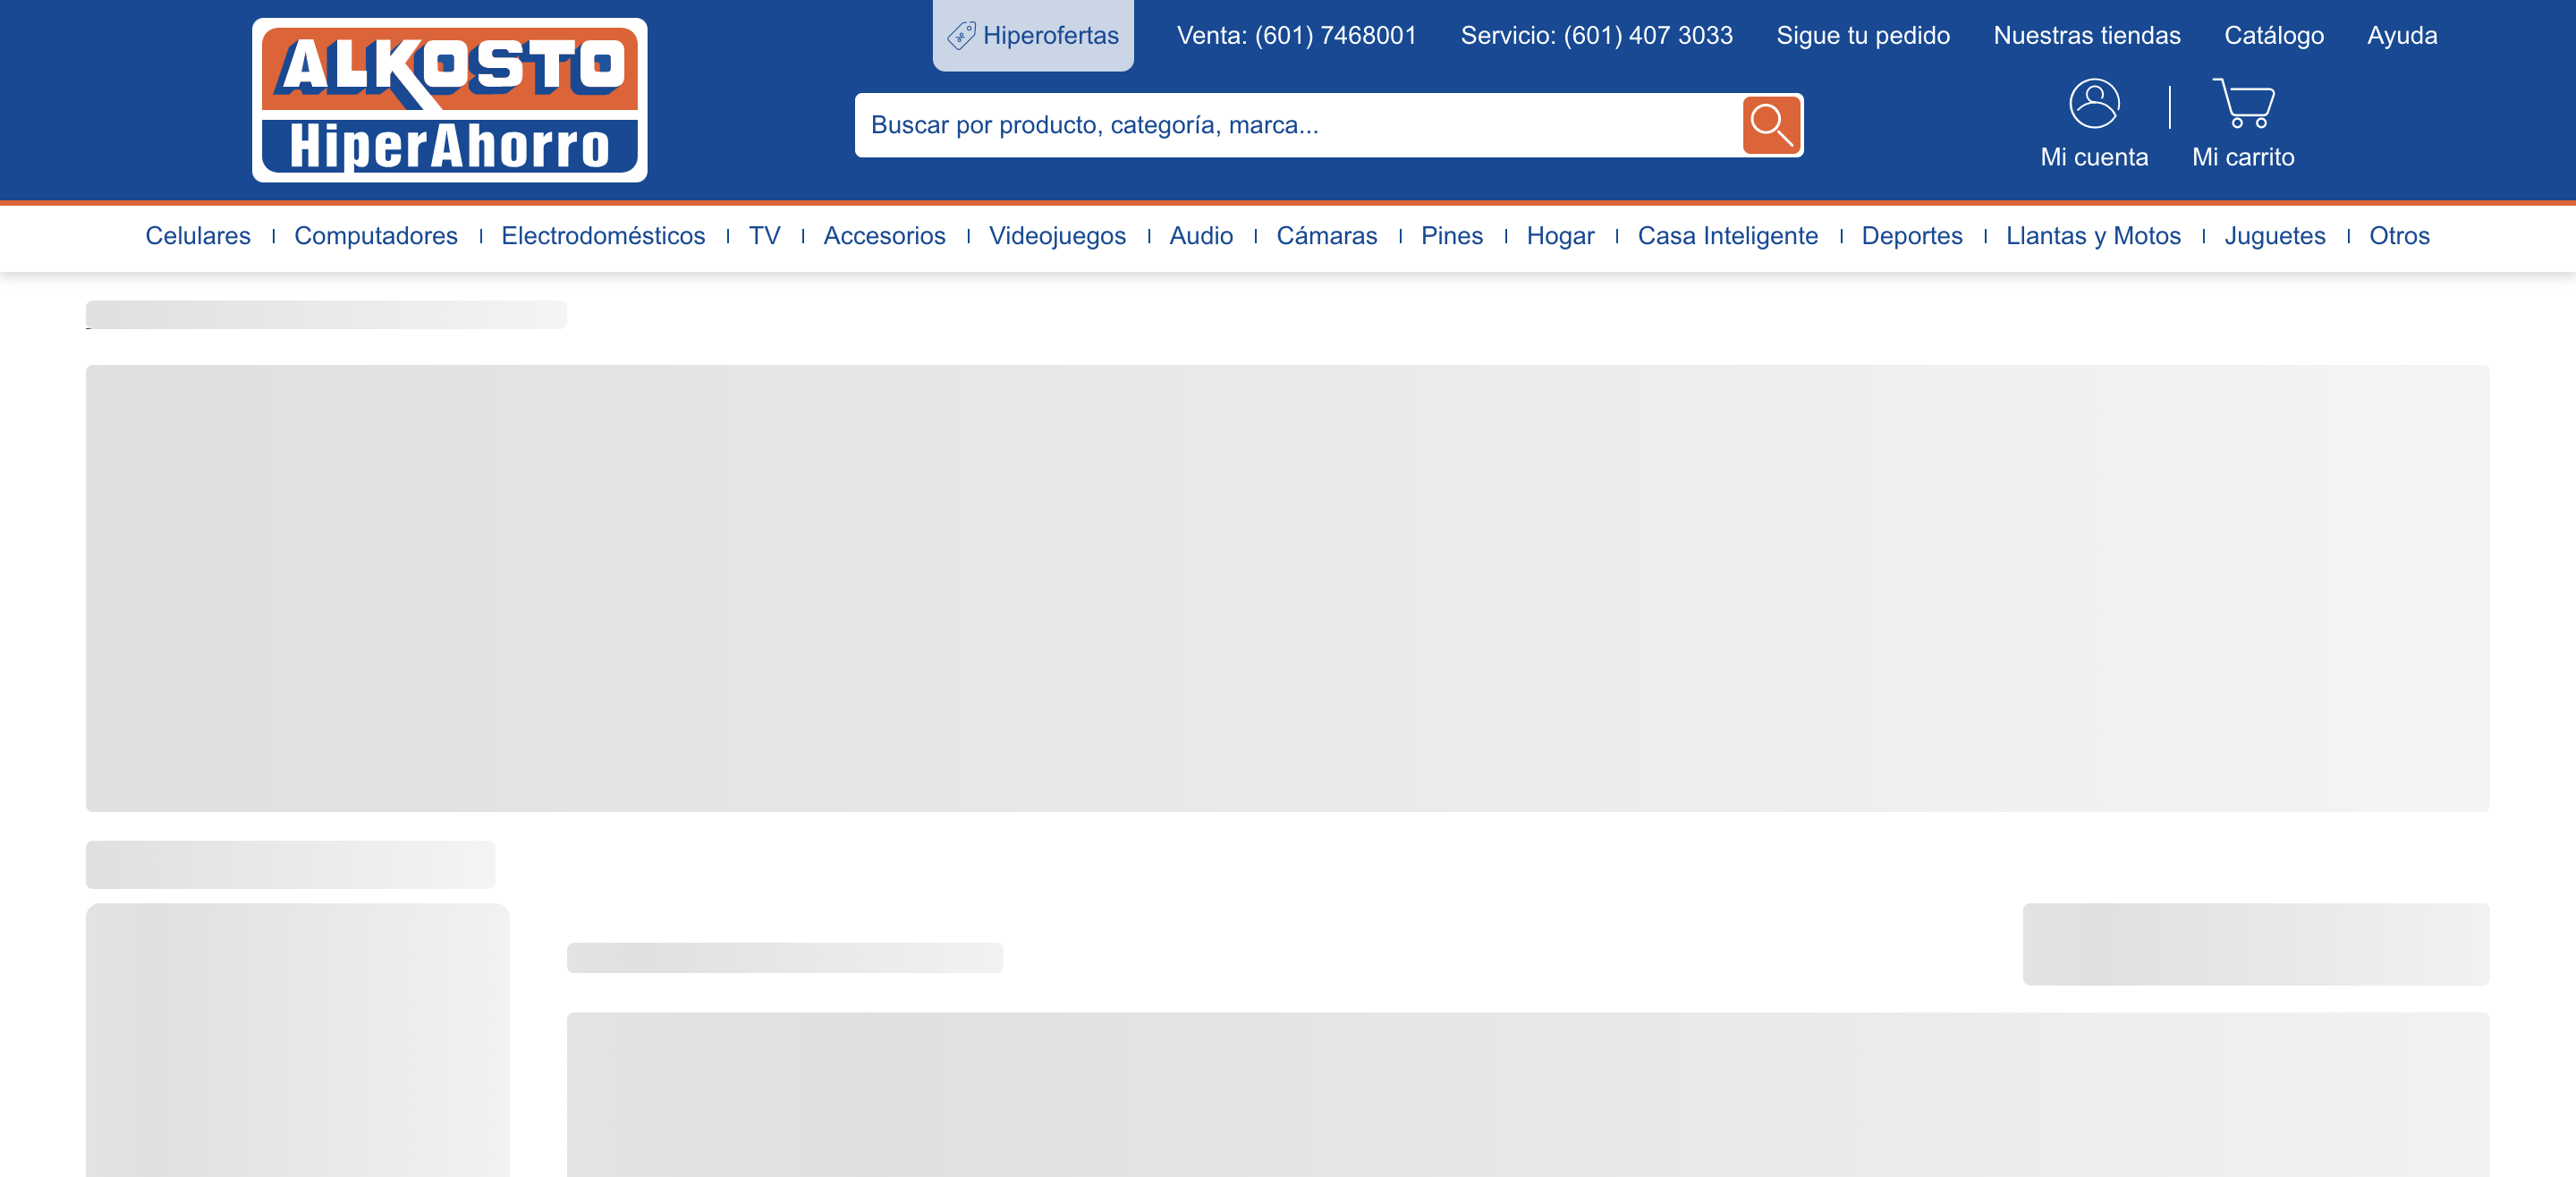 ALKOSTO
HiperAhorro
Hiperofertas
Venta: (601) 7468001
Servicio: (601) 407 3033
Sigue tu pedido
Nuestras tiendas
Catálogo
Ayuda
Buscar por producto, categoría, marca...
Mi cuenta
Mi carrito
Celulares
Computadores
Electrodomésticos
TV
Accesorios
Videojuegos
Audio
Cámaras
Pines
Hogar
Casa Inteligente
Deportes
Llantas y Motos
Juguetes
Otros